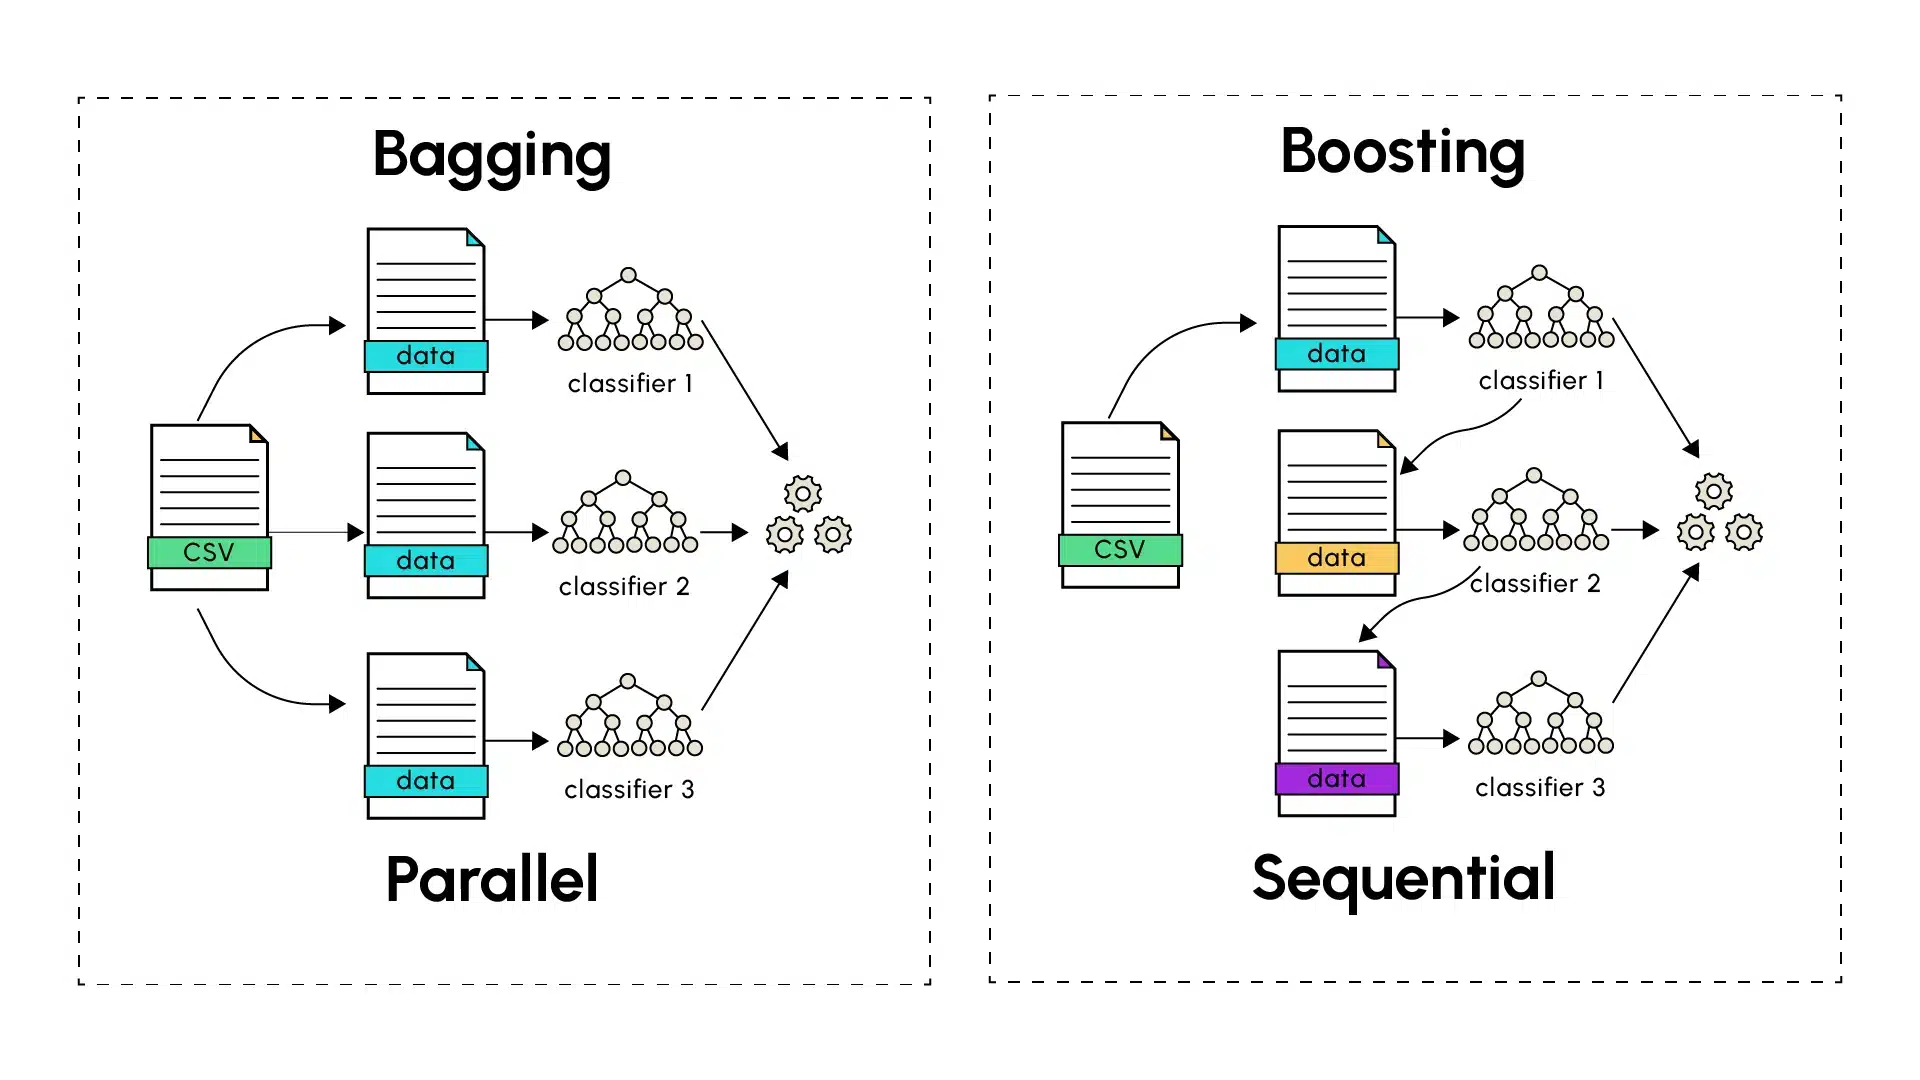 Bagging
data
classifier 1
CSV
data
classifier 2
data
classifier 3
Parallel
Boosting
data
classifier 1
CSV
data
classifier 2
data
classifier 3
Sequential